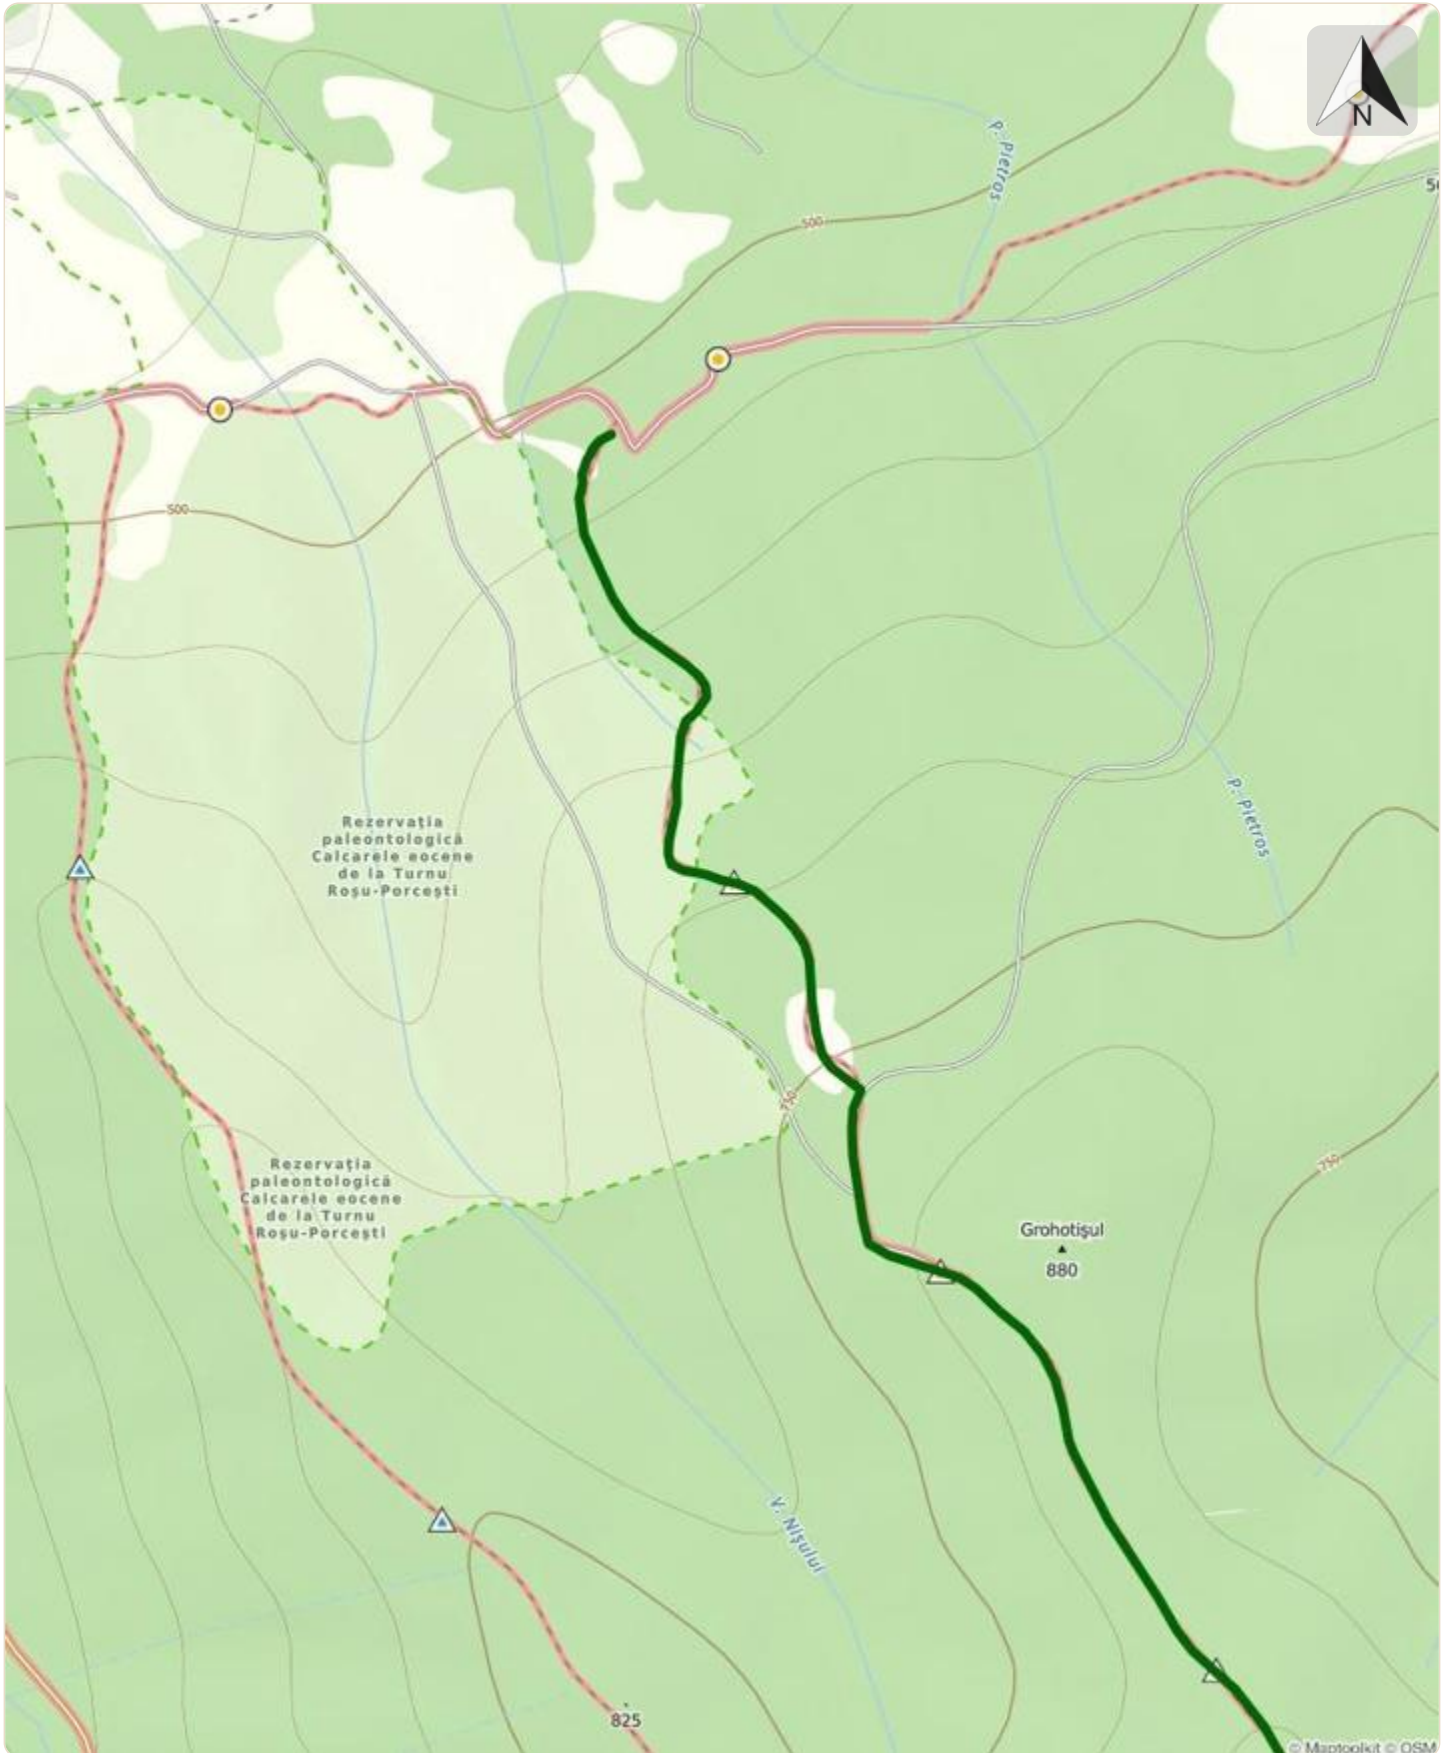 N
P. Pietros
500
500
Rezervația
paleontologică
Calcarele eocene
de la Turnu
Roșu-Porcești
P. Pietros
750
Rezervația
paleontologică
Calcarele eocene
de la Turnu
Roșu-Porcești
750
Grohotișul
880
V. Nișului
825
© Maptoolkit © OSM